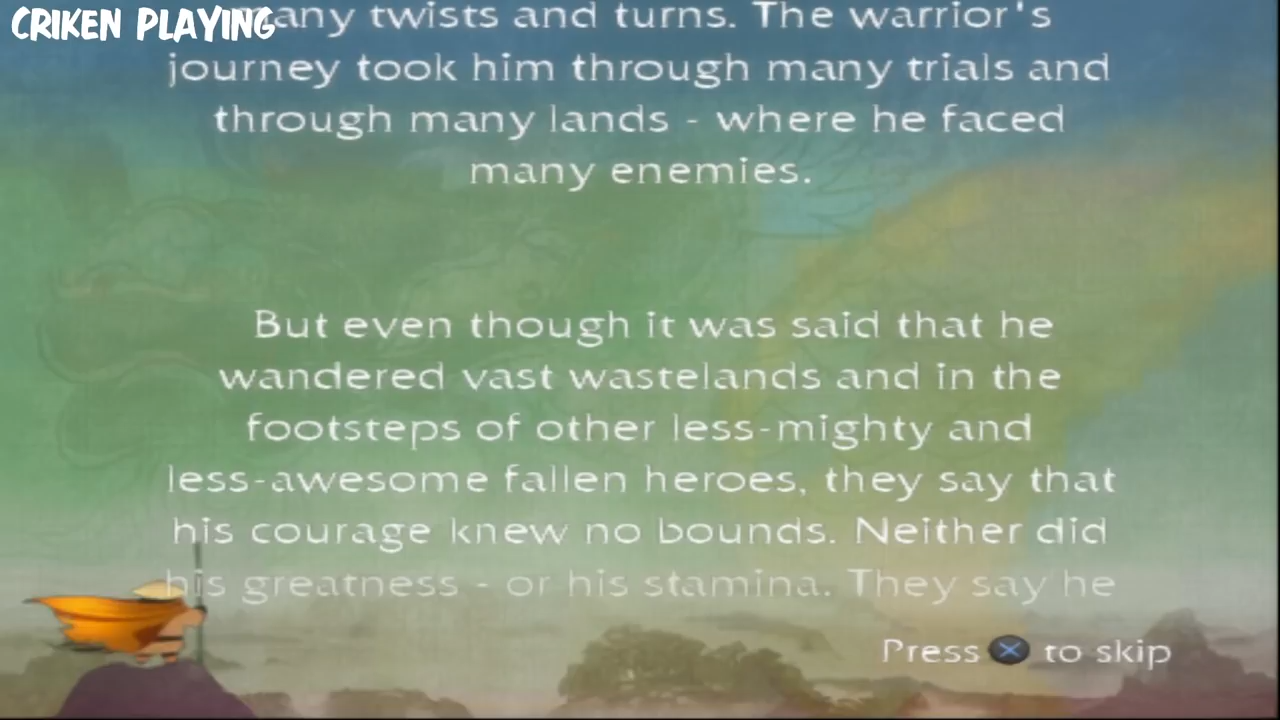 CRIKEN PLAYING
many twists and turns. The warrior's
journey took him through many trials and
through many lands - where he faced
many enemies.
But even though it was said that he
wandered vast wastelands and in the
footsteps of other less-mighty and
less-awesome fallen heroes, they say that
his courage knew no bounds. Neither did
his greatness - or his stamina. They say he
Press X to skip